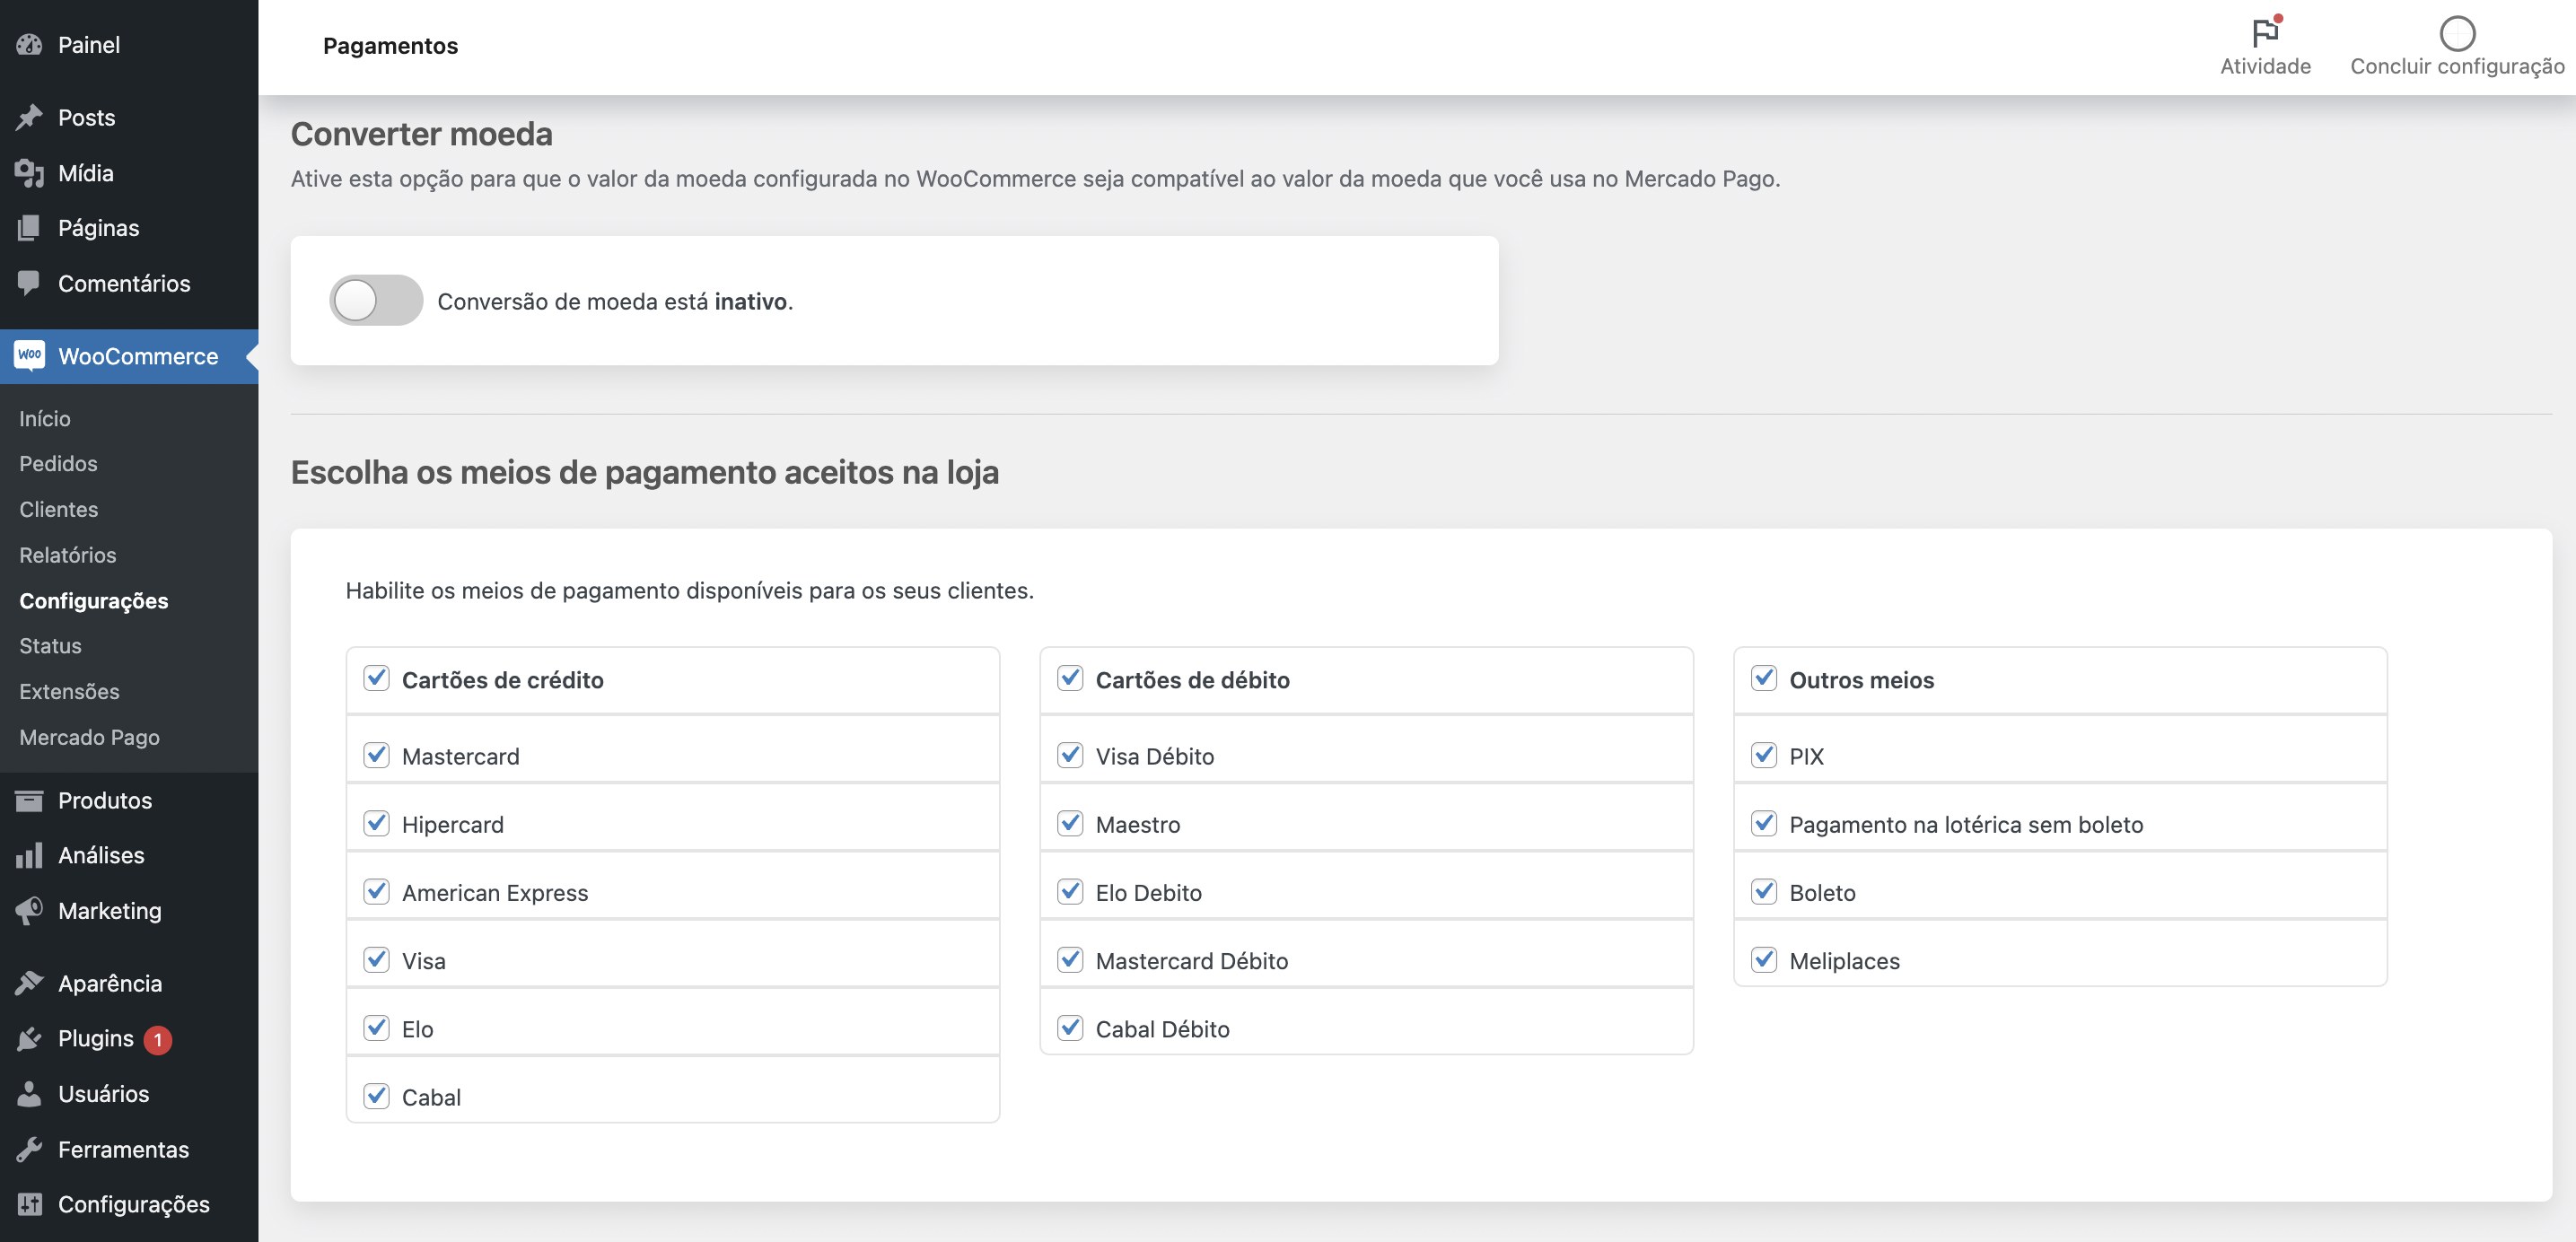 Painel
Posts
Mídia
Páginas
Comentários
Woo WooCommerce
Início
Pedidos
Clientes
Relatórios
Configurações
Status
Extensões
Mercado Pago
Produtos
Análises
Marketing
Aparência
Plugins 1
Usuários
Ferramentas
Configurações
Pagamentos
Atividade
Concluir configuração
Converter moeda
Ative esta opção para que o valor da moeda configurada no WooCommerce seja compatível ao valor da moeda que você usa no Mercado Pago.
Conversão de moeda está inativo.
Escolha os meios de pagamento aceitos na loja
Habilite os meios de pagamento disponíveis para os seus clientes.
Cartões de crédito
Mastercard
Hipercard
American Express
Visa
Elo
Cabal
Cartões de débito
Visa Débito
Maestro
Elo Debito
Mastercard Débito
Cabal Débito
Outros meios
PIX
Pagamento na lotérica sem boleto
Boleto
Meliplaces